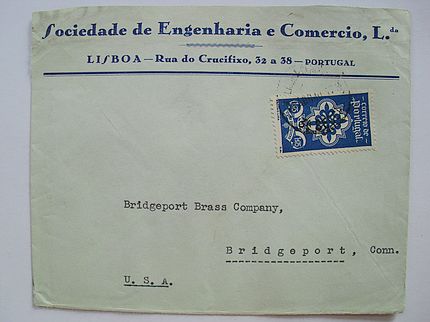 Sociedade de Engenharia e Comercio, L.da
LISBOA — Rua do Crucifixo, 32 a 38 — PORTUGAL
CORREIO DE
Portugal
Bridgeport Brass Company,
Bridgeport, Conn.
U. S. A.